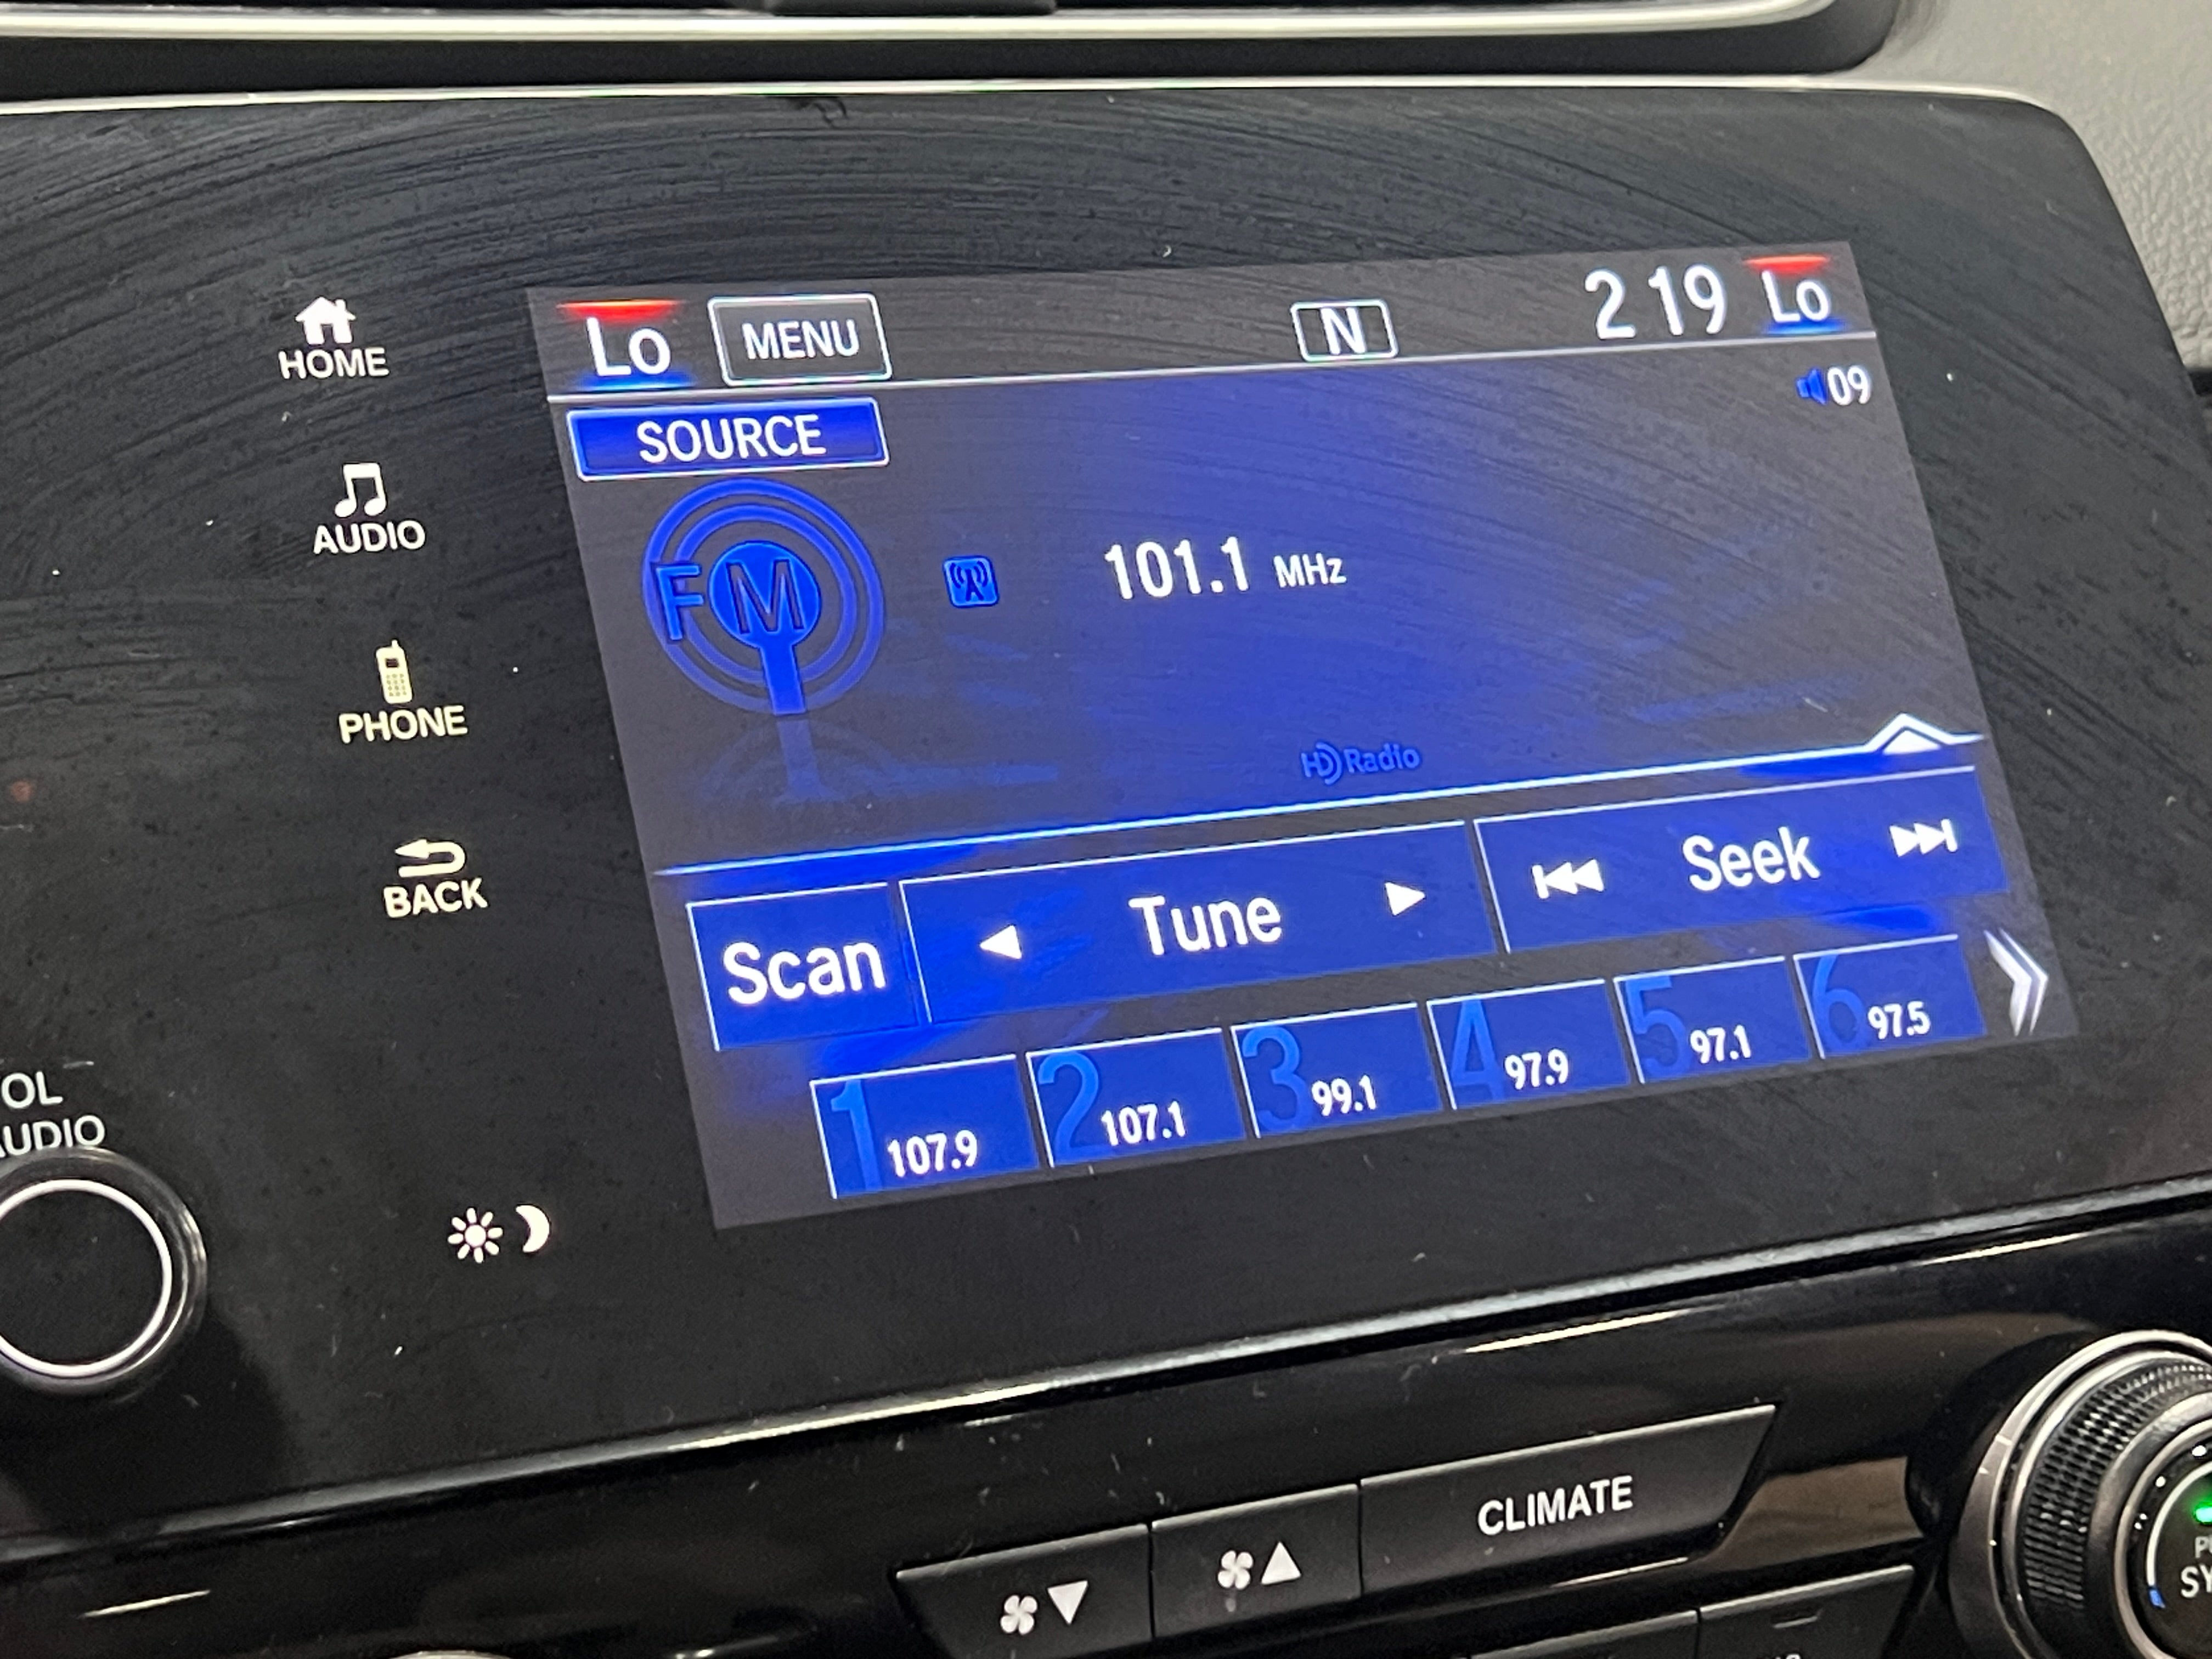 HOME
AUDIO
PHONE
BACK
OL
AUDIO
Lo MENU N 2 19 Lo
09
SOURCE
FM
101.1 MHz
HD Radio
Scan Tune Seek
1 107.9
2 107.1
3 99.1
4 97.9
5 97.1
6 97.5
CLIMATE
SY